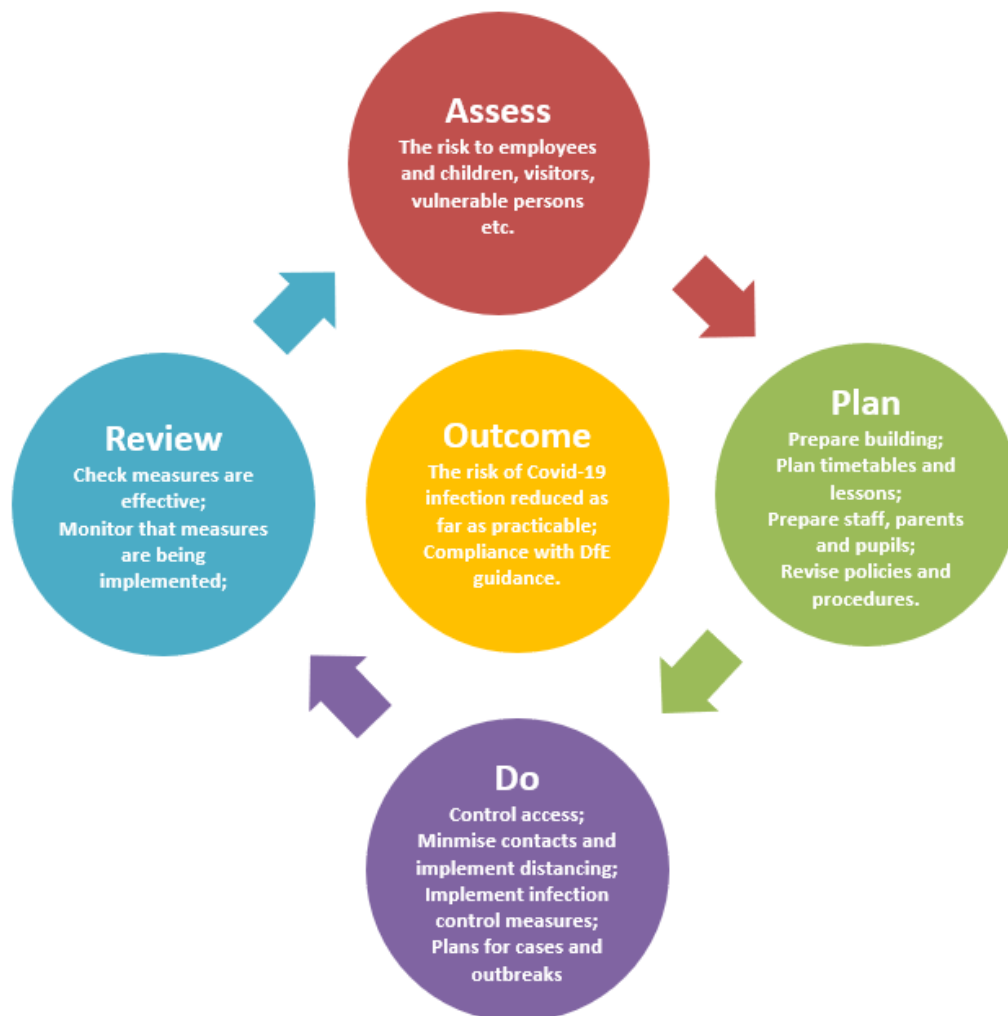 Assess
The risk to employees
and children, visitors,
vulnerable persons
etc.
Plan
Prepare building;
Plan timetables and
lessons;
Prepare staff, parents
and pupils;
Revise policies and
procedures.
Do
Control access;
Minmise contacts and
implement distancing;
Implement infection
control measures;
Plans for cases and
outbreaks
Review
Check measures are
effective;
Monitor that measures
are being
implemented;
Outcome
The risk of Covid-19
infection reduced as
far as practicable;
Compliance with DfE
guidance.